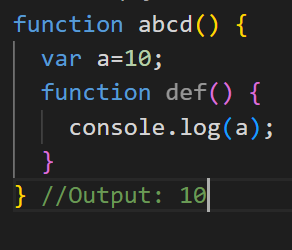 function abcd() {
  var a=10;
  function def() {
    console.log(a);
  }
} //Output: 10